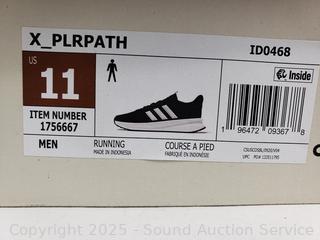 X_PLRPATH
ID0468
US
11
Inside
ITEM NUMBER
1756667
1 96472 09367 8
MEN
RUNNING
MADE IN INDONESIA
COURSE A PIED
FABRIQUÉ EN INDONÉSIE
Copyright 2025 - Sound Auction Service